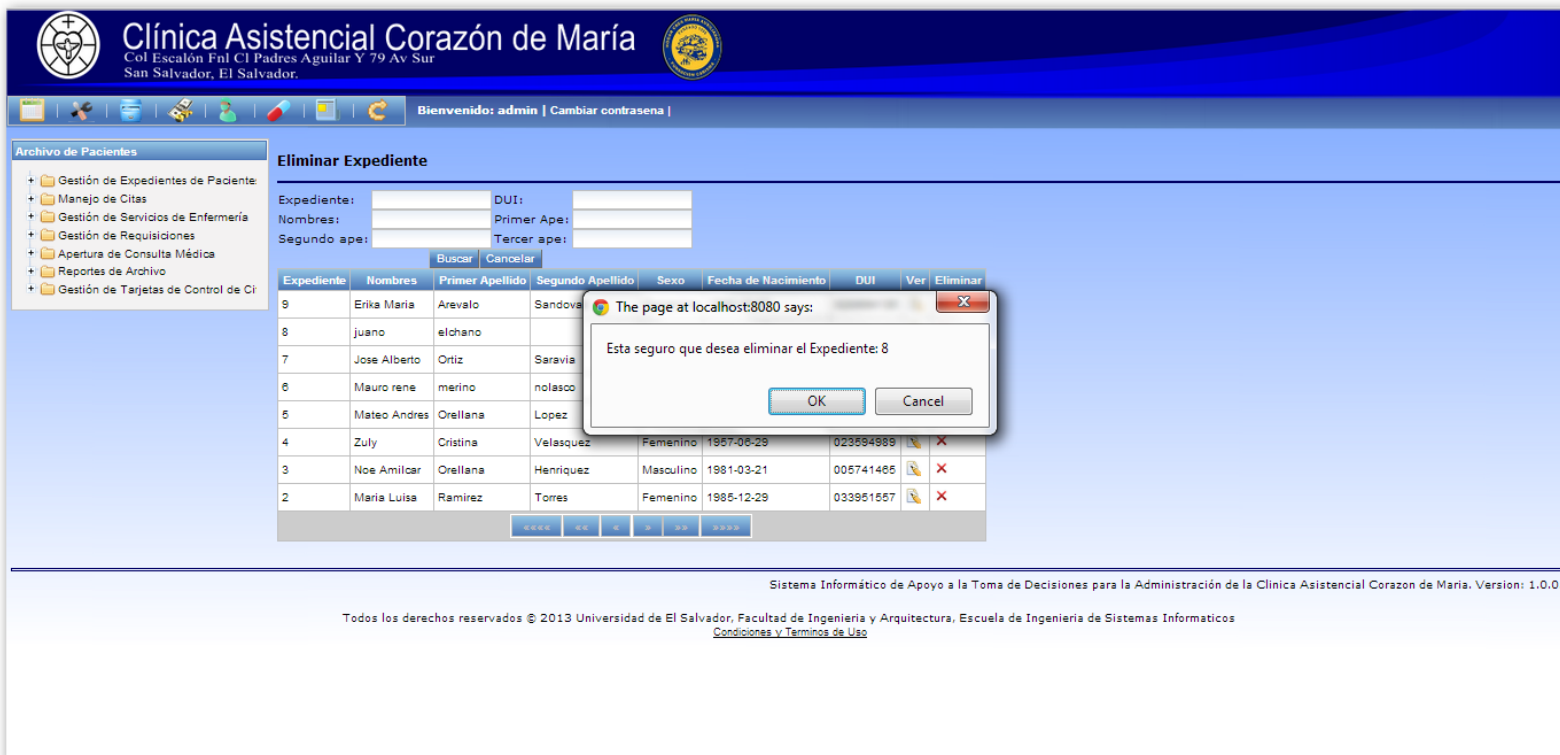 Clínica Asistencial Corazón de María
Col Escalón Fnl Cl Padres Aguilar Y 79 Av Sur
San Salvador, El Salvador.
Bienvenido: admin | Cambiar contrasena |
Archivo de Pacientes
Gestión de Expedientes de Paciente
Manejo de Citas
Gestión de Servicios de Enfermería
Gestión de Requisiciones
Apertura de Consulta Médica
Reportes de Archivo
Gestión de Tarjetas de Control de Ci
Eliminar Expediente
Expediente: DUI:
Nombres: Primer Ape:
Segundo ape: Tercer ape:
Buscar Cancelar
Expediente Nombres Primer Apellido Segundo Apellido Sexo Fecha de Nacimiento DUI Ver Eliminar
9 Erika Maria Arevalo Sandova
8 juano elchano
7 Jose Alberto Ortiz Saravia
6 Mauro rene merino nolasco
5 Mateo Andres Orellana Lopez
4 Zuly Cristina Velasquez Femenino 1957-06-29 023594989
3 Noe Amilcar Orellana Henriquez Masculino 1981-03-21 005741465
2 Maria Luisa Ramirez Torres Femenino 1985-12-29 033951557
«««« «« « » »» »»»»
The page at localhost:8080 says:
Esta seguro que desea eliminar el Expediente: 8
OK Cancel
Sistema Informático de Apoyo a la Toma de Decisiones para la Administración de la Clinica Asistencial Corazon de Maria. Version: 1.0.0
Todos los derechos reservados © 2013 Universidad de El Salvador, Facultad de Ingenieria y Arquitectura, Escuela de Ingenieria de Sistemas Informaticos
Condiciones y Terminos de Uso